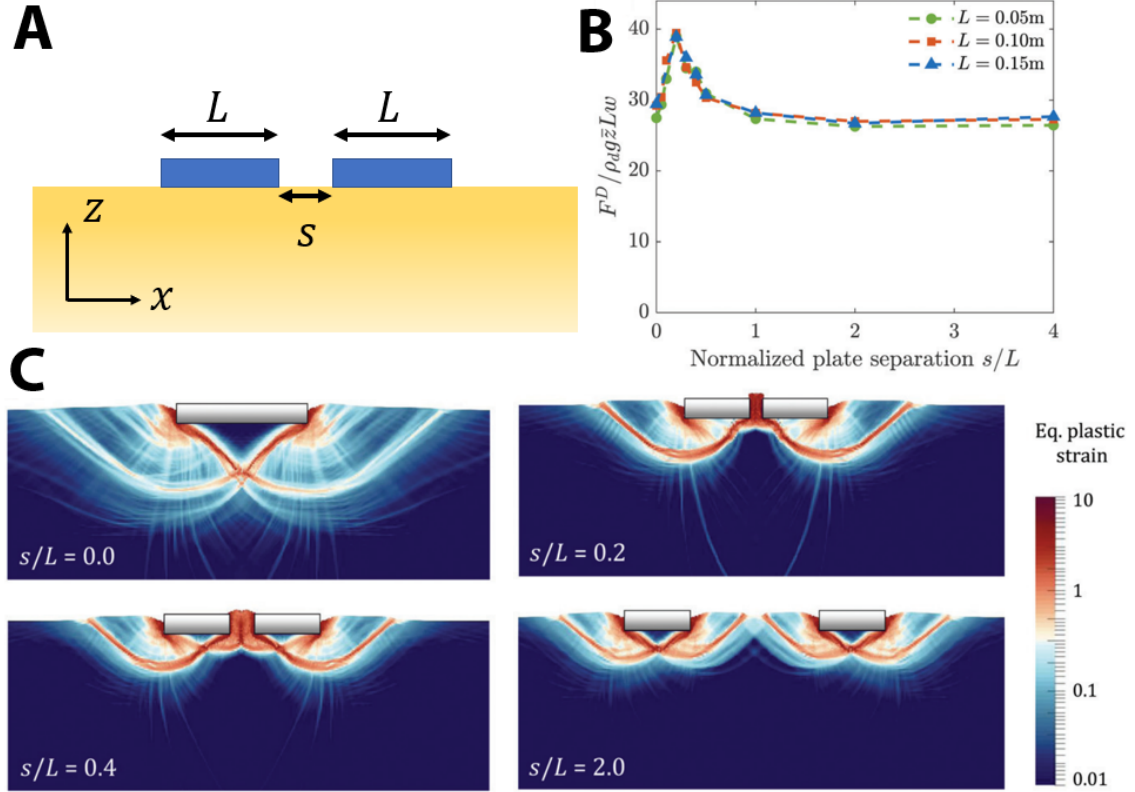 A
L
L
s
z
x
B
40
30
20
10
0
0
1
2
3
4
F^D/ρ_d g z̄ L w
Normalized plate separation s/L
L = 0.05m
L = 0.10m
L = 0.15m
C
s/L = 0.0
s/L = 0.2
s/L = 0.4
s/L = 2.0
Eq. plastic
strain
10
1
0.1
0.01